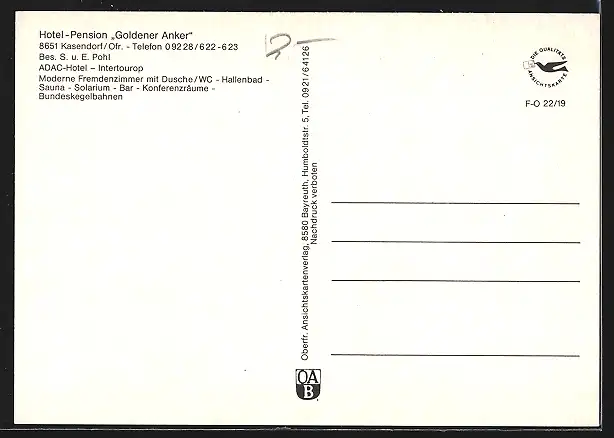 Hotel-Pension „Goldener Anker"
8651 Kasendorf/Ofr. - Telefon 09228/622-623
Bes. S. u. E. Pohl
ADAC-Hotel – Intertourop
Moderne Fremdenzimmer mit Dusche/WC - Hallenbad -
Sauna - Solarium - Bar - Konferenzräume -
Bundeskegelbahnen
12,-
Oberfr. Ansichtskartenverlag, 8580 Bayreuth, Humboldtstr. 5, Tel. 0921/64126
Nachdruck verboten
DIE QUALITÄTS
ANSICHTSKARTE
F-O 22/19
OA
B